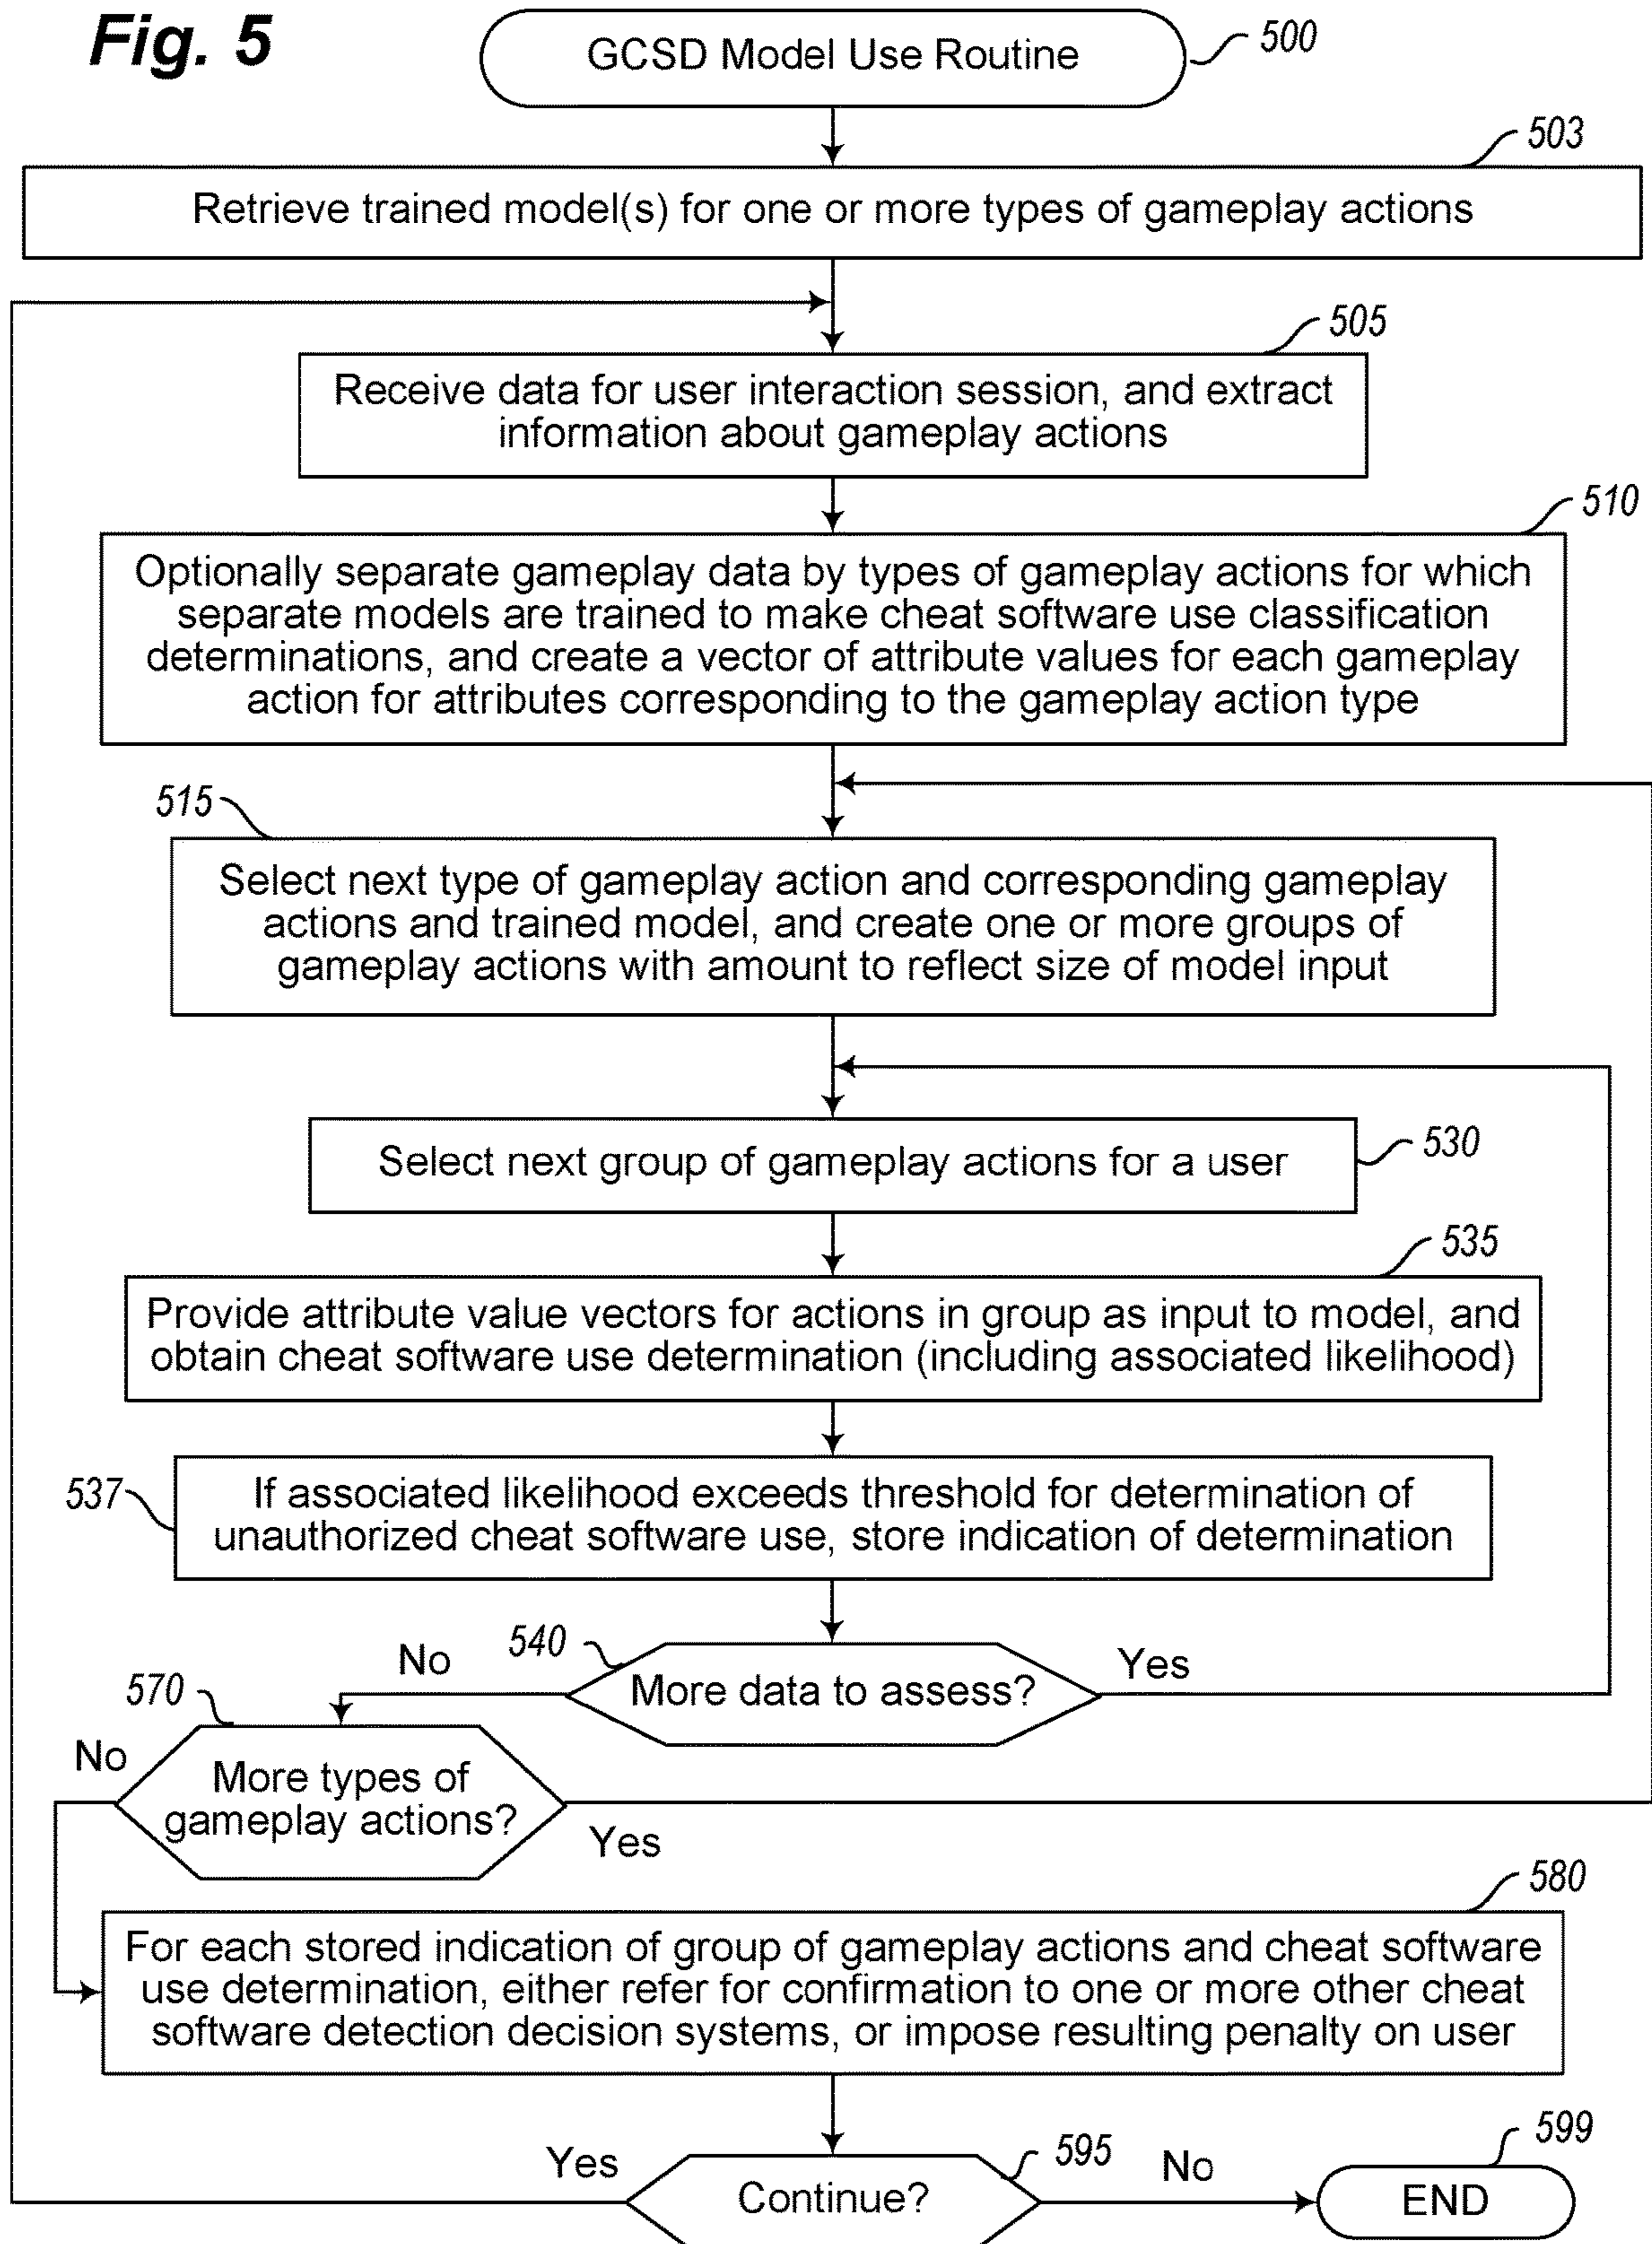 Fig. 5
GCSD Model Use Routine
500
503
Retrieve trained model(s) for one or more types of gameplay actions
505
Receive data for user interaction session, and extract
information about gameplay actions
510
Optionally separate gameplay data by types of gameplay actions for which
separate models are trained to make cheat software use classification
determinations, and create a vector of attribute values for each gameplay
action for attributes corresponding to the gameplay action type
515
Select next type of gameplay action and corresponding gameplay
actions and trained model, and create one or more groups of
gameplay actions with amount to reflect size of model input
Select next group of gameplay actions for a user
530
535
Provide attribute value vectors for actions in group as input to model, and
obtain cheat software use determination (including associated likelihood)
537
If associated likelihood exceeds threshold for determination of
unauthorized cheat software use, store indication of determination
540
No
More data to assess?
Yes
570
No
More types of
gameplay actions?
Yes
580
For each stored indication of group of gameplay actions and cheat software
use determination, either refer for confirmation to one or more other cheat
software detection decision systems, or impose resulting penalty on user
Yes
Continue?
595
No
599
END